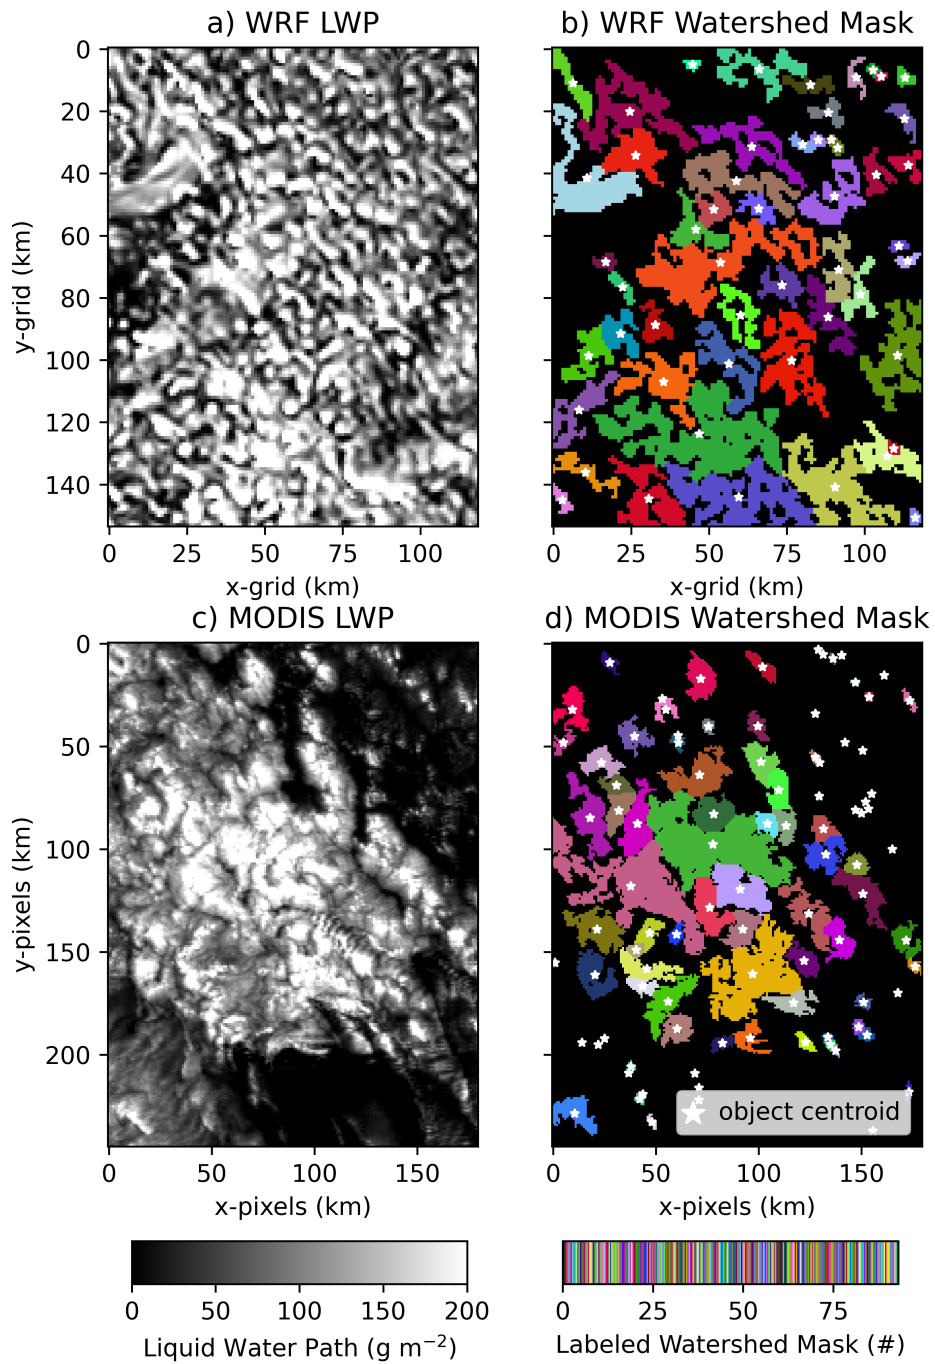 a) WRF LWP
b) WRF Watershed Mask
0
20
40
60
80
100
120
140
y-grid (km)
0 25 50 75 100
0 25 50 75 100
x-grid (km)
x-grid (km)
c) MODIS LWP
d) MODIS Watershed Mask
0
50
100
150
200
y-pixels (km)
object centroid
0 50 100 150
0 50 100 150
x-pixels (km)
x-pixels (km)
0 50 100 150 200
0 25 50 75
Liquid Water Path (g m⁻²)
Labeled Watershed Mask (#)